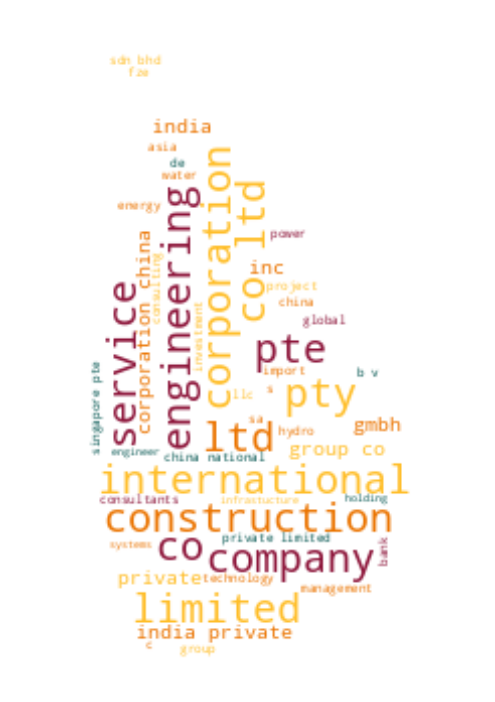 sdn bhd
fze
india
asia
de
water
energy
corporation
co ltd
engineering
power
corporation china
consulting
inc
project
china
service
investment
global
pte
import
b v
singapore pte
s
pty
llc
sa
ltd
hydro
gmbh
engineer
china national
group co
international
consultants
infrastucture
holding
construction
systems
co
private limited
company
bank
private
technology
management
limited
india private
c
group